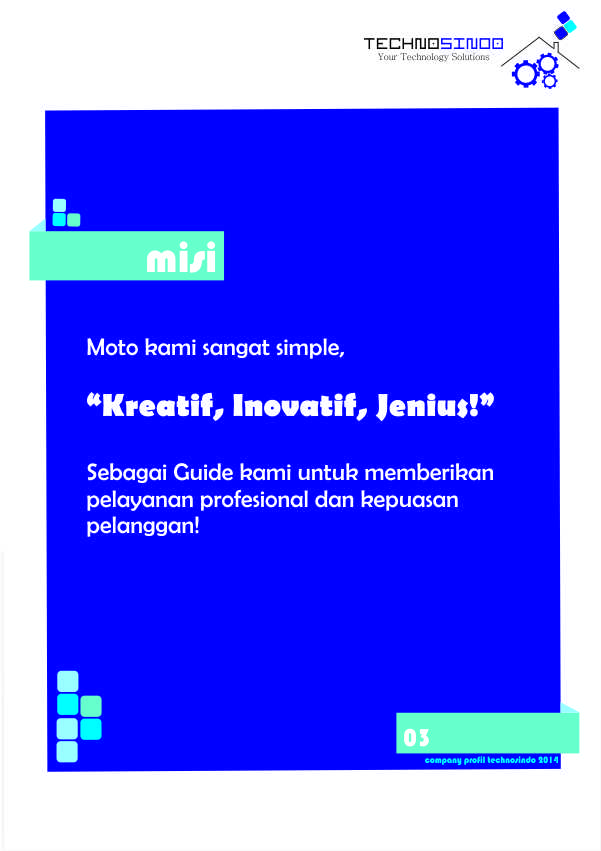 TECHNOSINDO
Your Technology Solutions
misi
Moto kami sangat simple,
“Kreatif, Inovatif, Jenius!”
Sebagai Guide kami untuk memberikan
pelayanan profesional dan kepuasan
pelanggan!
03
company profil technosindo 2014